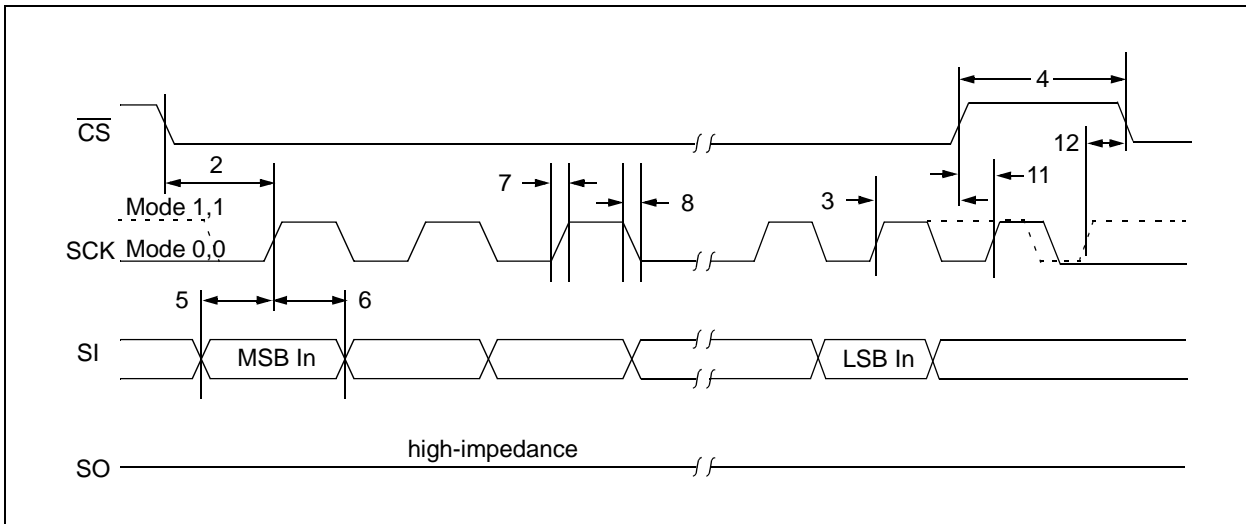 4
CS
12
2
7
8
3
11
Mode 1,1
SCK Mode 0,0
5
6
SI
MSB In
LSB In
high-impedance
SO